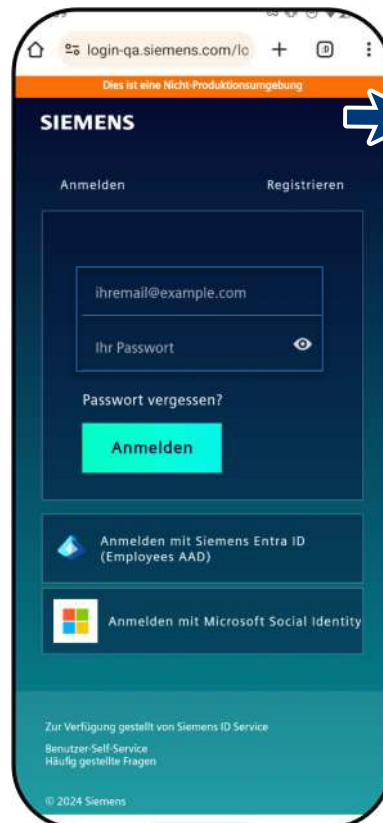 login-qa.siemens.com/lc
Dies ist eine Nicht-Produktionsumgebung
SIEMENS
Anmelden
Registrieren
ihremail@example.com
Ihr Passwort
Passwort vergessen?
Anmelden
Anmelden mit Siemens Entra ID
(Employees AAD)
Anmelden mit Microsoft Social Identity
Zur Verfügung gestellt von Siemens ID Service
Benutzer-Self-Service
Häufig gestellte Fragen
© 2024 Siemens